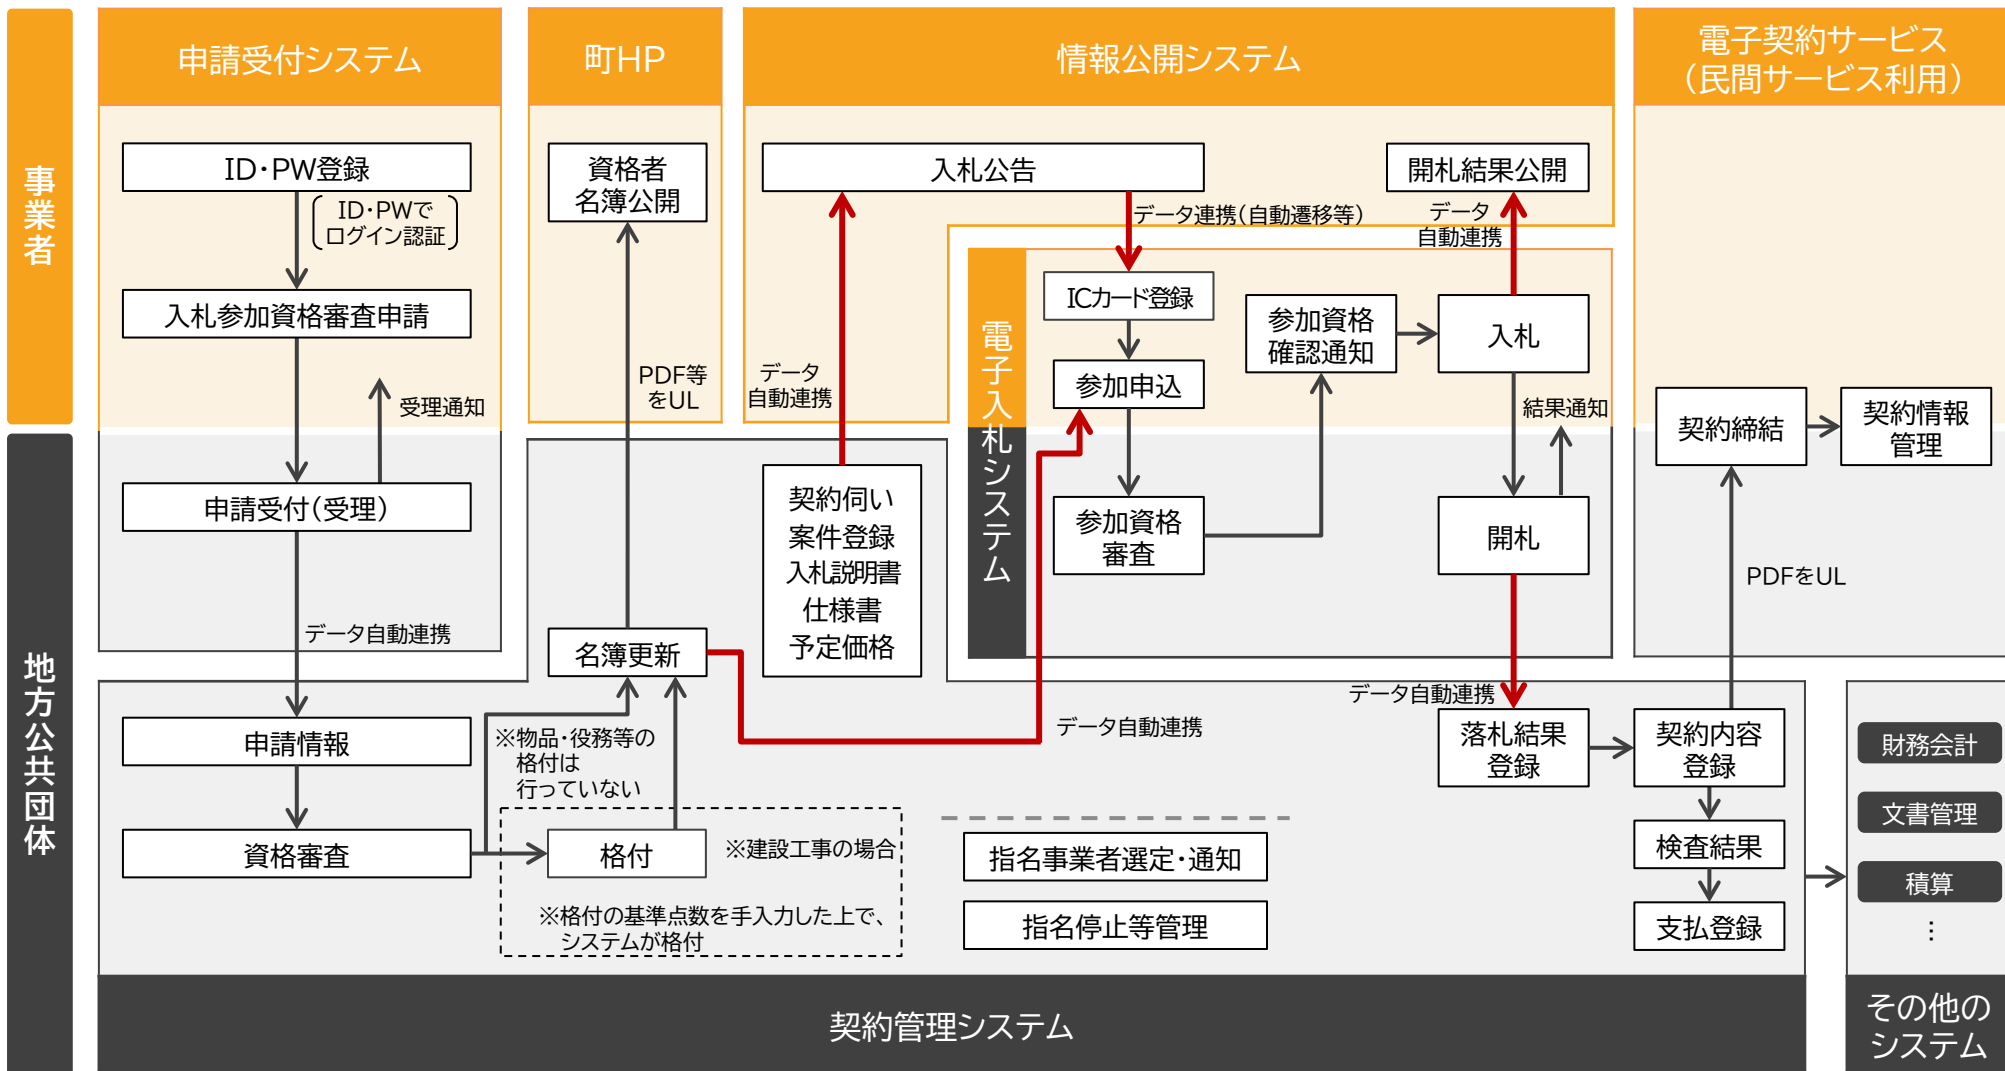 事業者
地方公共団体
申請受付システム
町HP
情報公開システム
電子契約サービス
（民間サービス利用）
ID・PW登録
ID・PWで
ログイン認証
入札参加資格審査申請
受理通知
申請受付（受理）
データ自動連携
資格者
名簿公開
PDF等
をUL
名簿更新
入札公告
データ
自動連携
データ連携（自動遷移等）
開札結果公開
データ
自動連携
契約伺い
案件登録
入札説明書
仕様書
予定価格
電子入札システム
ICカード登録
参加申込
参加資格
審査
参加資格
確認通知
入札
結果通知
開札
データ自動連携
データ自動連携
契約締結
契約情報
管理
PDFをUL
申請情報
資格審査
※物品・役務等の
格付は
行っていない
格付
※建設工事の場合
※格付の基準点数を手入力した上で、
システムが格付
指名事業者選定・通知
指名停止等管理
落札結果
登録
契約内容
登録
検査結果
支払登録
財務会計
文書管理
積算
…
契約管理システム
その他の
システム